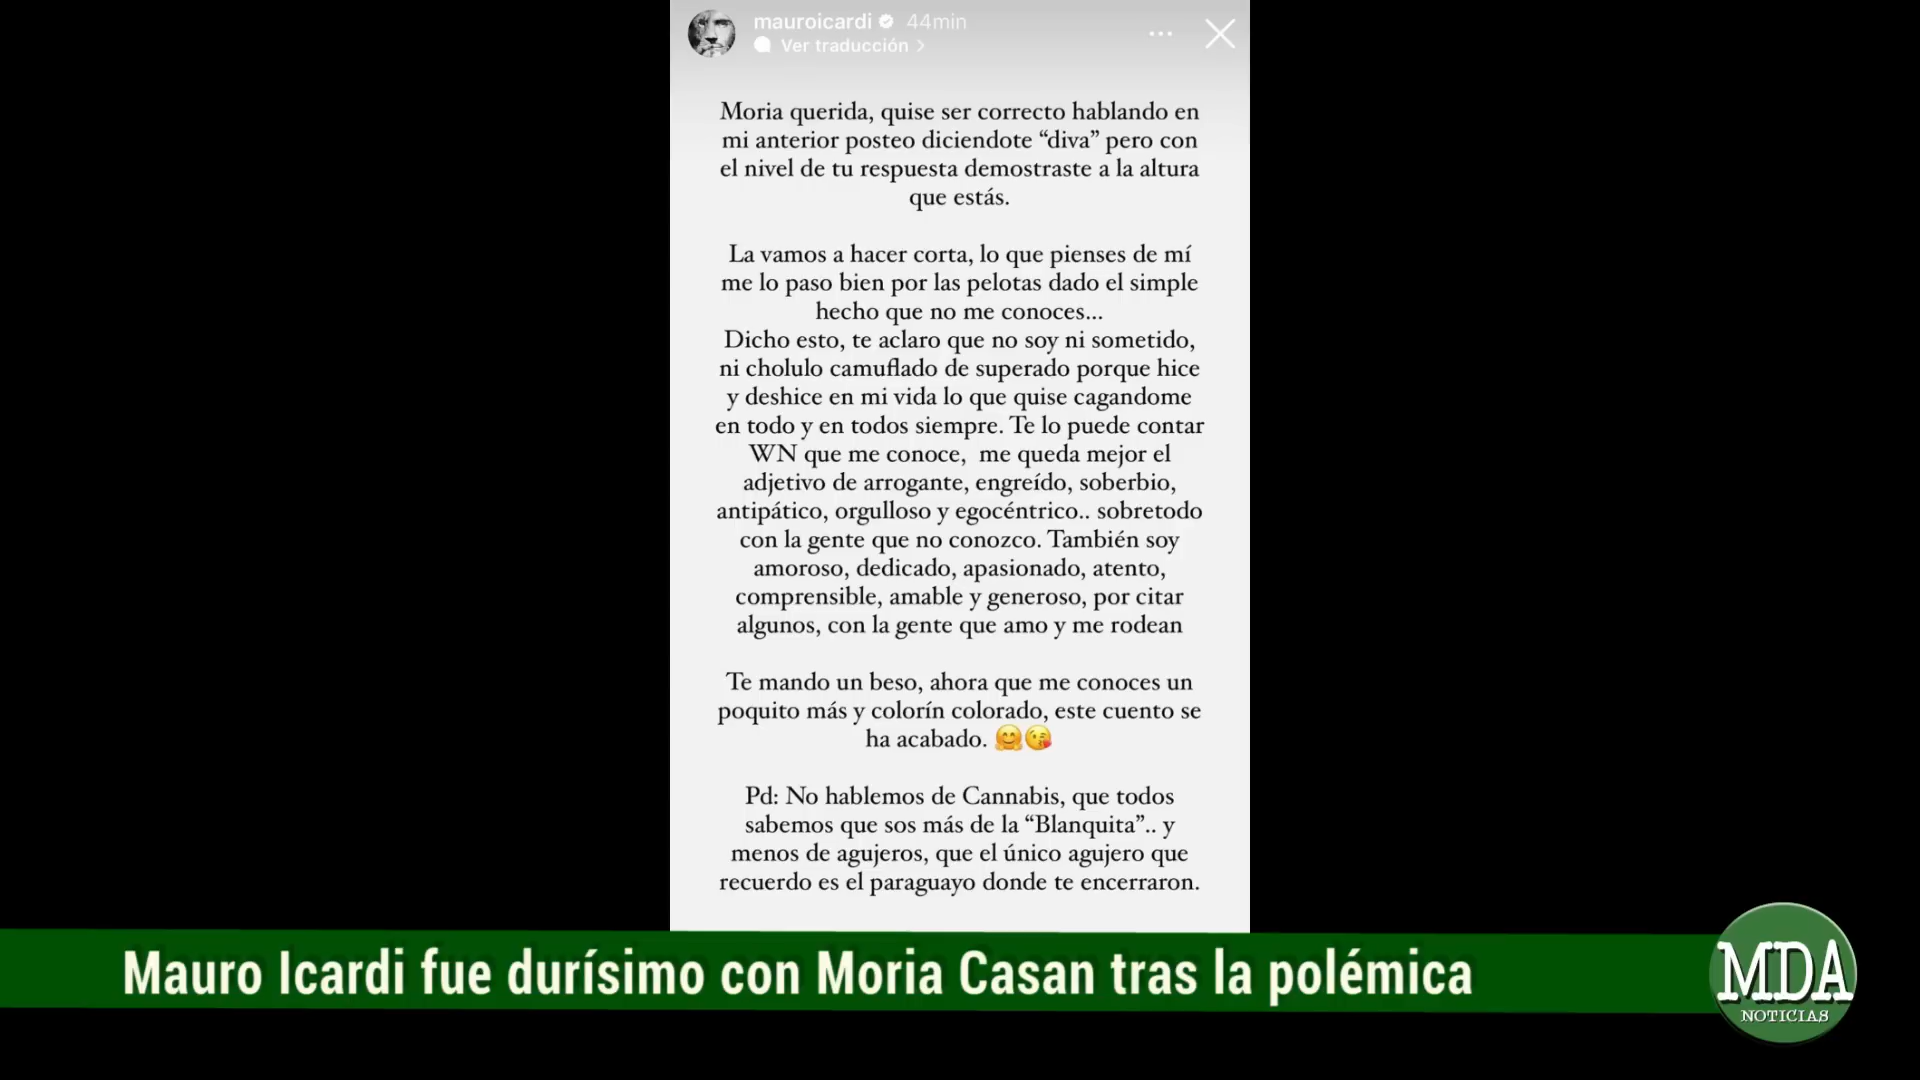 mauroicardi 44min
Ver traducción >
Moria querida, quise ser correcto hablando en
mi anterior posteo diciendote “diva” pero con
el nivel de tu respuesta demostraste a la altura
que estás.
La vamos a hacer corta, lo que pienses de mí
me lo paso bien por las pelotas dado el simple
hecho que no me conoces...
Dicho esto, te aclaro que no soy ni sometido,
ni cholulo camuflado de superado porque hice
y deshice en mi vida lo que quise cagandome
en todo y en todos siempre. Te lo puede contar
WN que me conoce, me queda mejor el
adjetivo de arrogante, engreído, soberbio,
antipático, orgulloso y egocéntrico.. sobretodo
con la gente que no conozco. También soy
amoroso, dedicado, apasionado, atento,
comprensible, amable y generoso, por citar
algunos, con la gente que amo y me rodean
Te mando un beso, ahora que me conoces un
poquito más y colorín colorado, este cuento se
ha acabado. 🤗😘
Pd: No hablemos de Cannabis, que todos
sabemos que sos más de la “Blanquita”.. y
menos de agujeros, que el único agujero que
recuerdo es el paraguayo donde te encerraron.
Mauro Icardi fue durísimo con Moria Casan tras la polémica
MDA
NOTICIAS